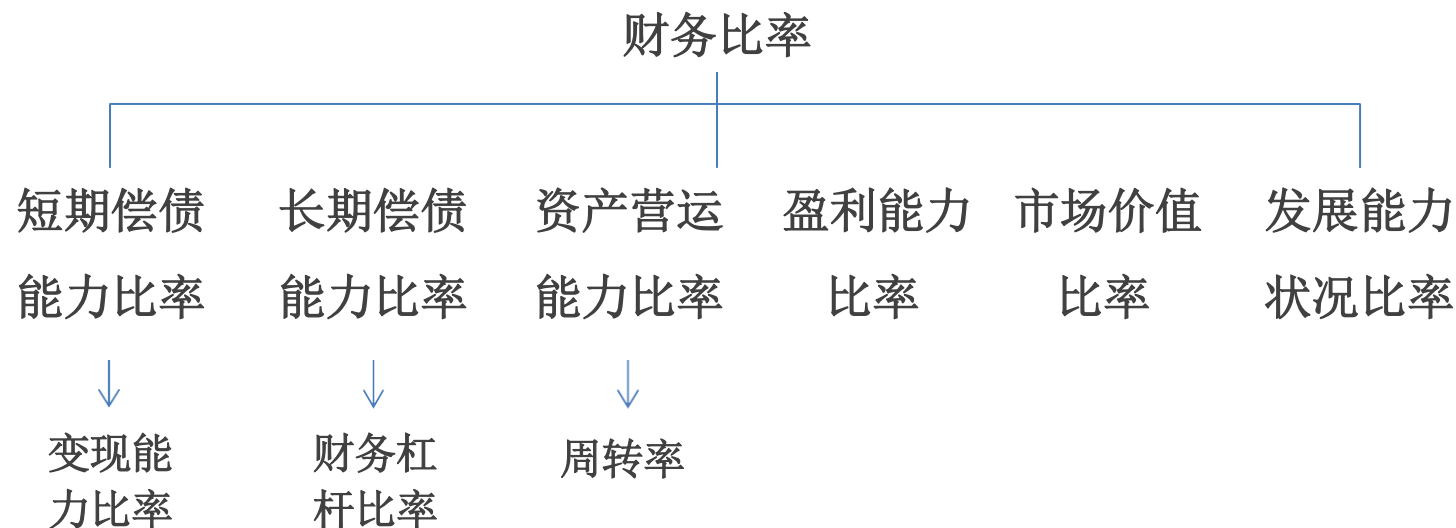 财务比率
短期偿债
能力比率
长期偿债
能力比率
资产营运
能力比率
盈利能力
比率
市场价值
比率
发展能力
状况比率
变现能
力比率
财务杠
杆比率
周转率